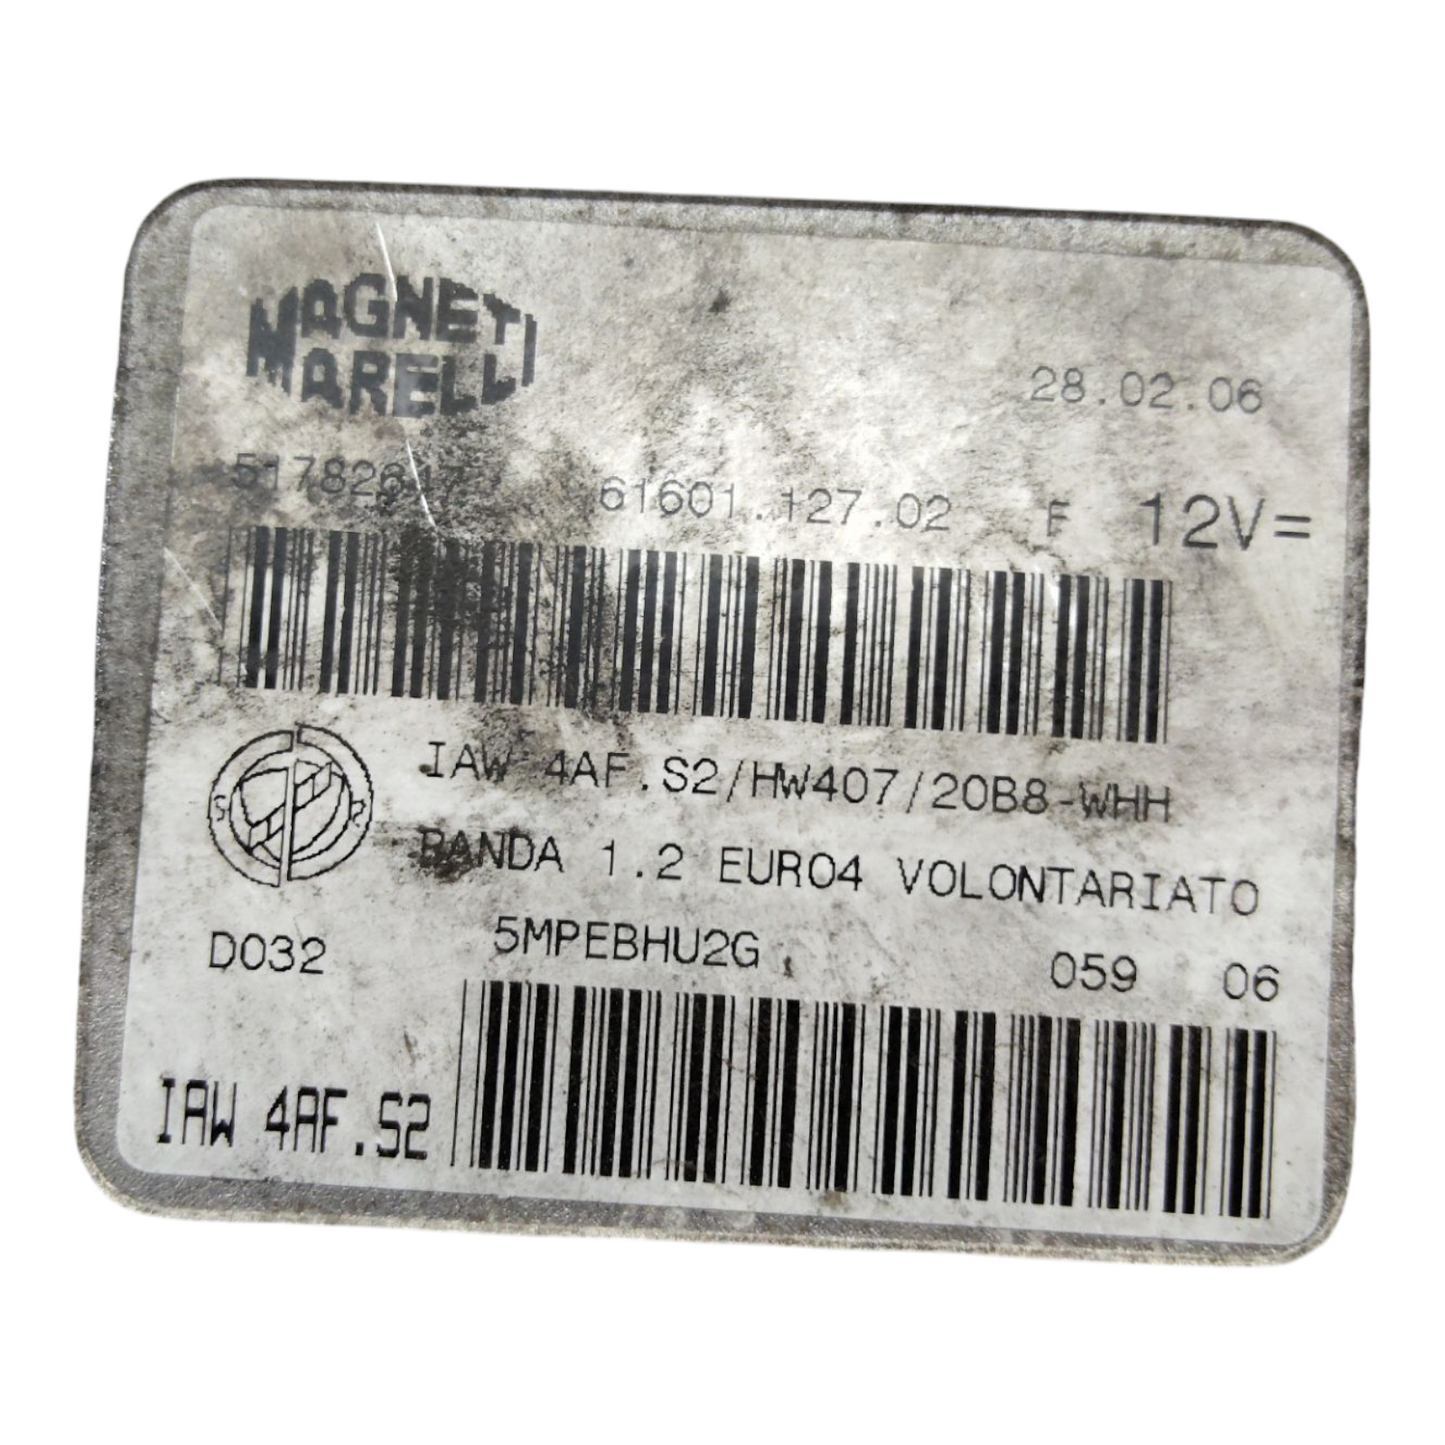 MAGNETI
MARELLI
28.02.06
61601.127.02 F 12V=
IAW 4AF.S2/HW407/20B8-WHH
PANDA 1.2 EURO4 VOLONTARIATO
D032 5MPEBHU2G 059 06
IAW 4AF.S2